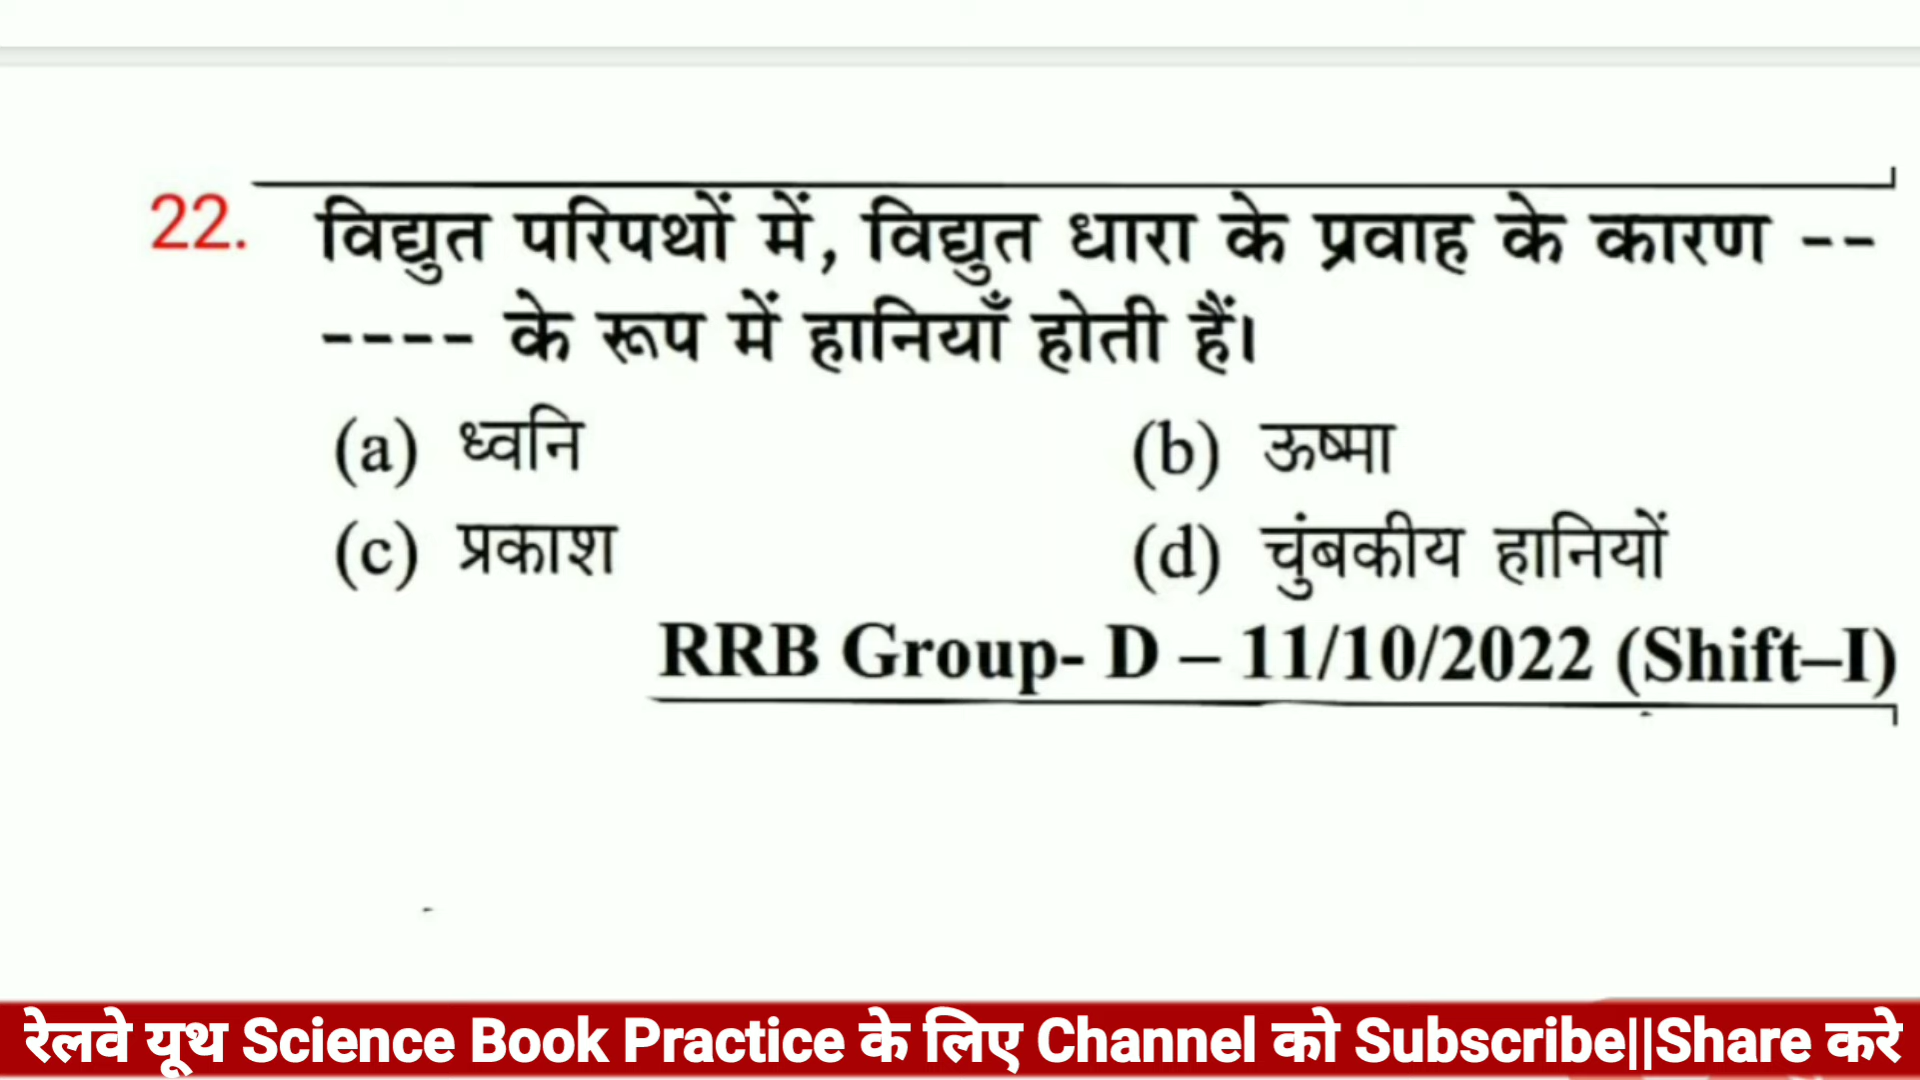 22. विद्युत परिपथों में, विद्युत धारा के प्रवाह के कारण --
---- के रूप में हानियाँ होती हैं।
(a) ध्वनि (b) ऊष्मा
(c) प्रकाश (d) चुंबकीय हानियों
RRB Group- D – 11/10/2022 (Shift–I)
रेलवे यूथ Science Book Practice के लिए Channel को Subscribe||Share करे